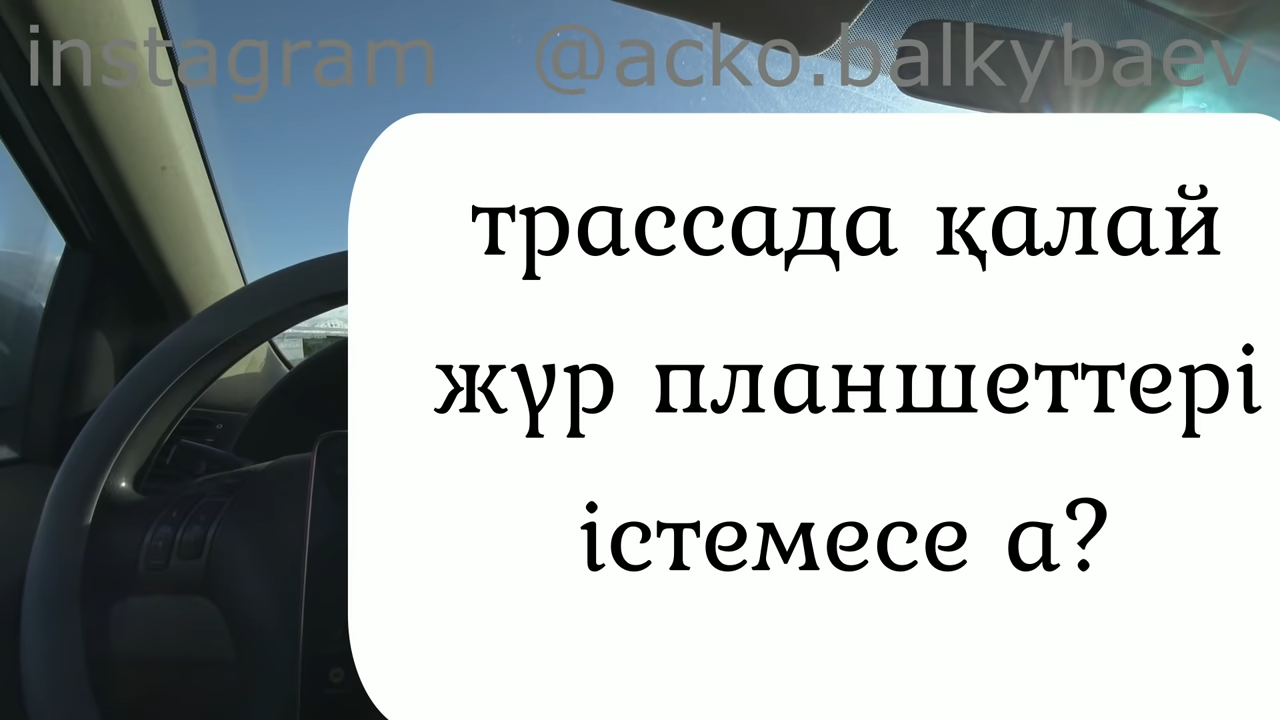 instagram @acko.balkybaev
трассада қалай
жүр планшеттері
істемесе а?